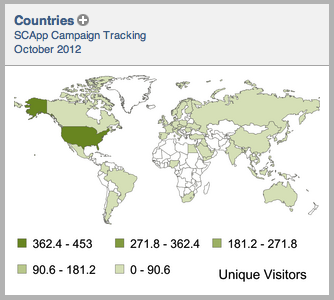 Countries
SCApp Campaign Tracking
October 2012
362.4 - 453 271.8 - 362.4 181.2 - 271.8
90.6 - 181.2 0 - 90.6 Unique Visitors